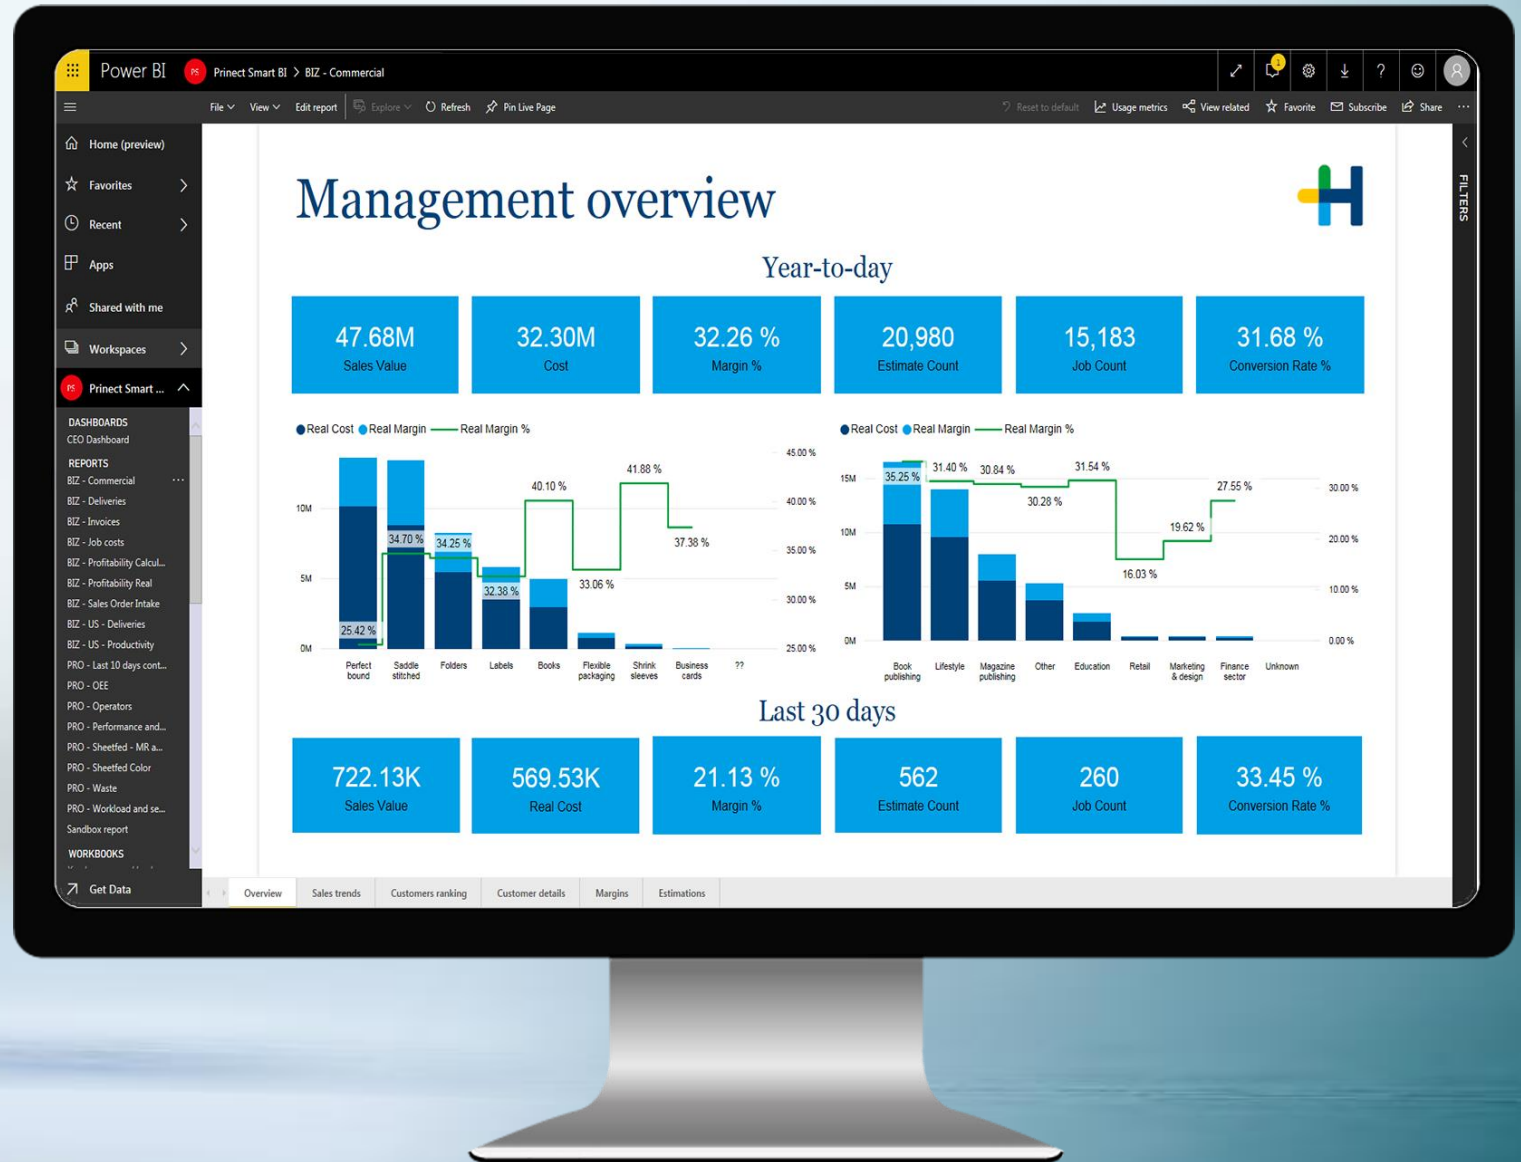 Power BI
PS
Prinect Smart BI > BIZ - Commercial
1
?
File
View
Edit report
Explore
Refresh
Pin Live Page
Reset to default
Usage metrics
View related
Favorite
Subscribe
Share
...
Home (preview)
Favorites
Recent
Apps
Shared with me
Workspaces
PS
Prinect Smart ...
DASHBOARDS
CEO Dashboard
REPORTS
BIZ - Commercial ...
BIZ - Deliveries
BIZ - Invoices
BIZ - Job costs
BIZ - Profitability Calcul...
BIZ - Profitability Real
BIZ - Sales Order Intake
BIZ - US - Deliveries
BIZ - US - Productivity
PRO - Last 10 days cont...
PRO - OEE
PRO - Operators
PRO - Performance and...
PRO - Sheetfed - MR a...
PRO - Sheetfed Color
PRO - Waste
PRO - Workload and se...
Sandbox report
WORKBOOKS
Get Data
FILTERS
Management overview
H
Year-to-day
47.68M
Sales Value
32.30M
Cost
32.26 %
Margin %
20,980
Estimate Count
15,183
Job Count
31.68 %
Conversion Rate %
Real Cost Real Margin Real Margin %
10M
5M
0M
45.00 %
40.00 %
35.00 %
30.00 %
25.00 %
25.42 %
34.70 %
34.25 %
32.38 %
40.10 %
33.06 %
41.88 %
37.38 %
Perfect
bound
Saddle
stitched
Folders
Labels
Books
Flexible
packaging
Shrink
sleeves
Business
cards
??
Real Cost Real Margin Real Margin %
15M
10M
5M
0M
30.00 %
20.00 %
10.00 %
0.00 %
35.25 %
31.40 %
30.84 %
30.28 %
31.54 %
16.03 %
19.62 %
27.55 %
Book
publishing
Lifestyle
Magazine
publishing
Other
Education
Retail
Marketing
& design
Finance
sector
Unknown
Last 30 days
722.13K
Sales Value
569.53K
Real Cost
21.13 %
Margin %
562
Estimate Count
260
Job Count
33.45 %
Conversion Rate %
Overview
Sales trends
Customers ranking
Customer details
Margins
Estimations